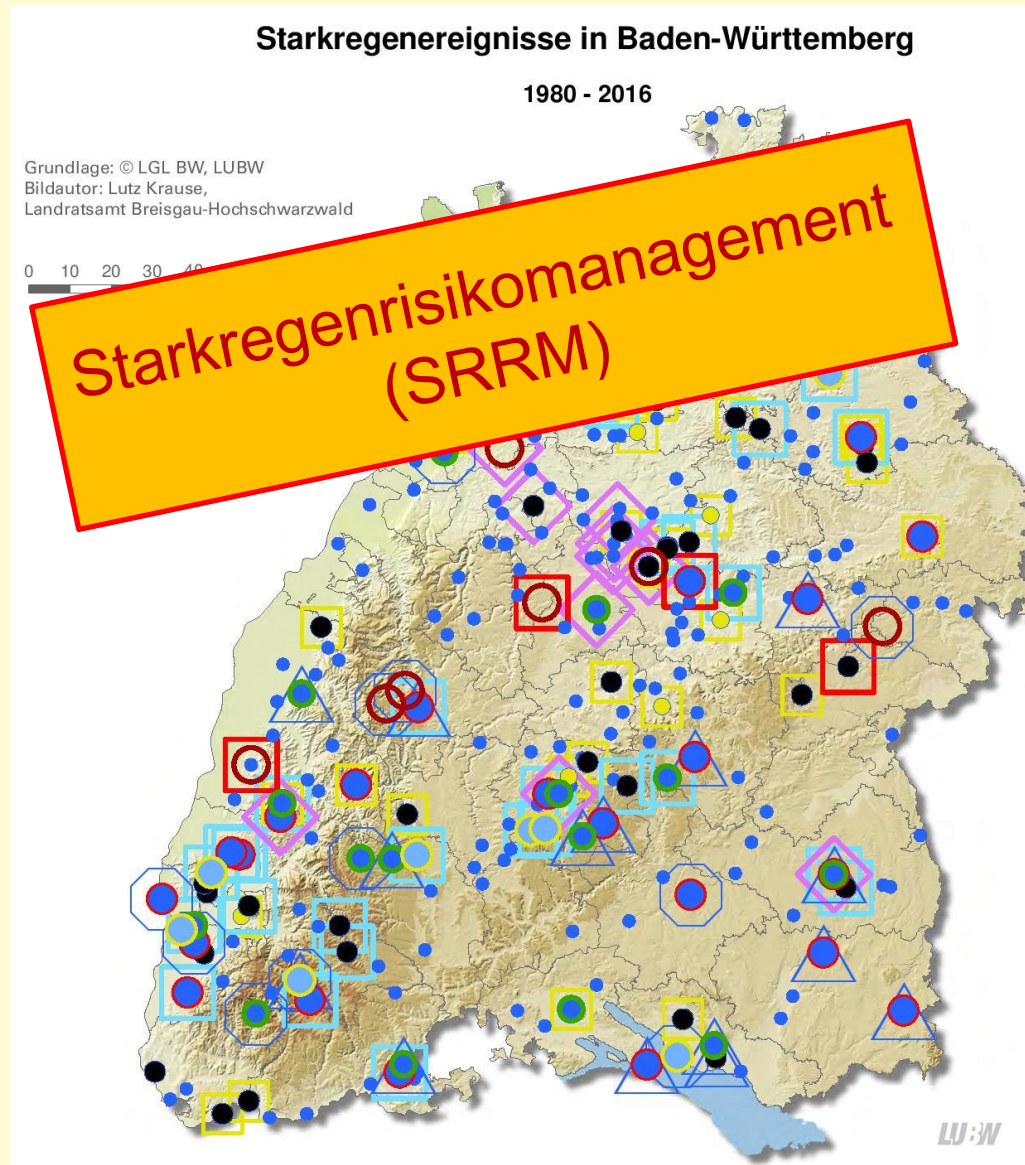 Starkregenereignisse in Baden-Württemberg
1980 - 2016
Grundlage: © LGL BW, LUBW
Bildautor: Lutz Krause,
Landratsamt Breisgau-Hochschwarzwald
0 10 20 30 40
Starkregenrisikomanagement
(SRRM)
LUBW